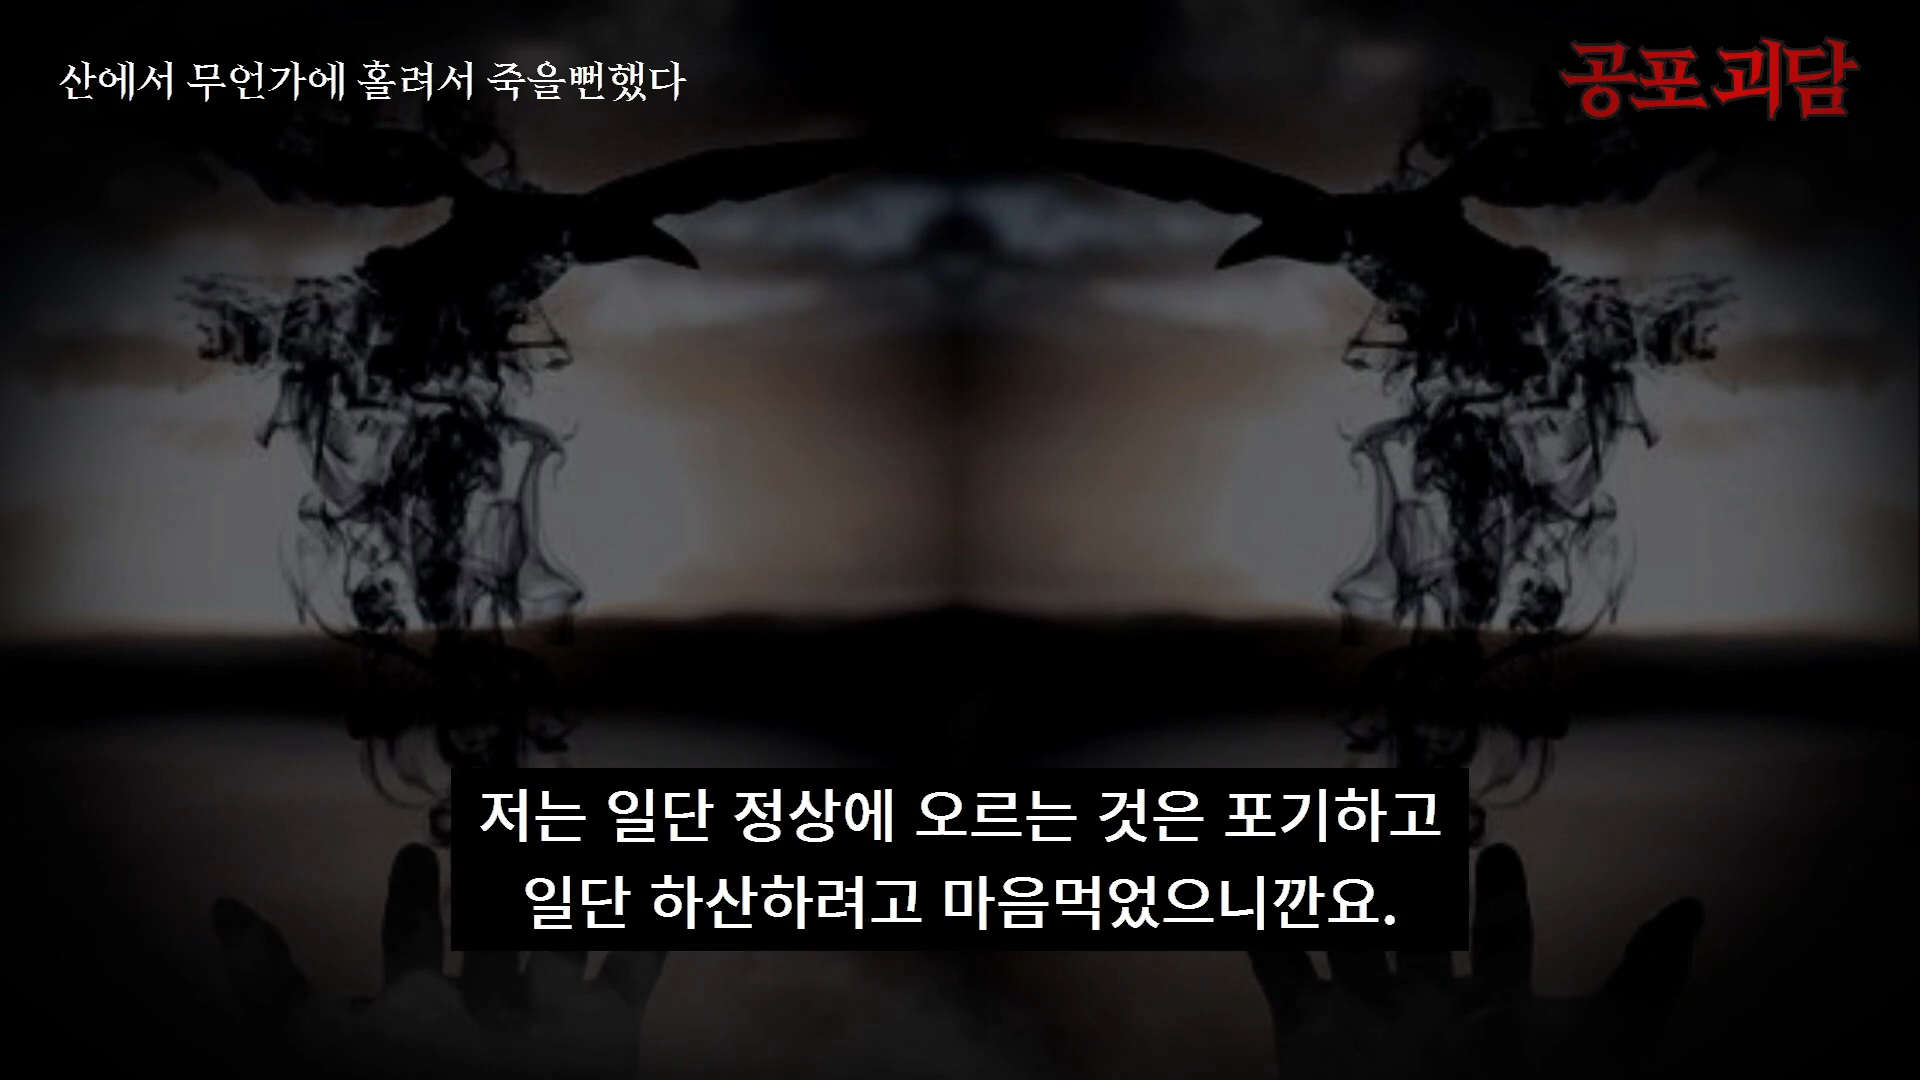 산에서 무언가에 홀려서 죽을뻔했다
공포 괴담
저는 일단 정상에 오르는 것은 포기하고
일단 하산하려고 마음먹었으니깐요.